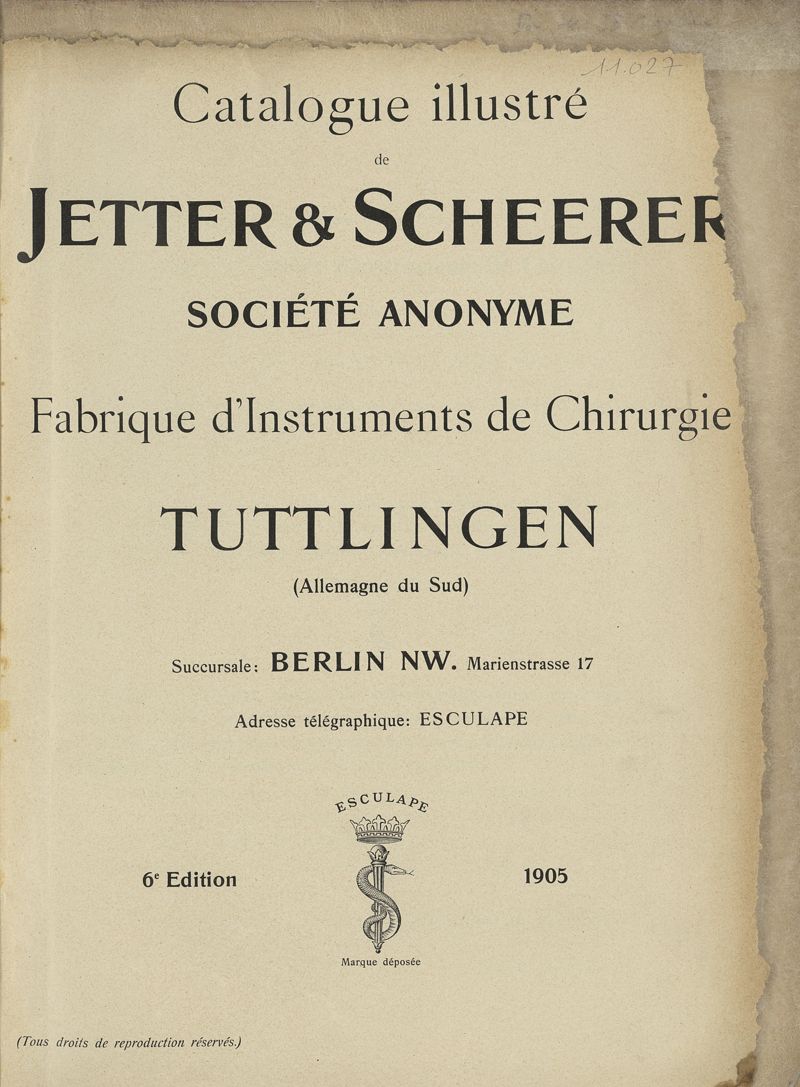 11.027
Catalogue illustré
de
JETTER & SCHEERER
SOCIÉTÉ ANONYME
Fabrique d'Instruments de Chirurgie
TUTTLINGEN
(Allemagne du Sud)
Succursale: BERLIN NW. Marienstrasse 17
Adresse télégraphique: ESCULAPE
ESCULAPE
6e Edition 1905
Marque déposée
(Tous droits de reproduction réservés.)